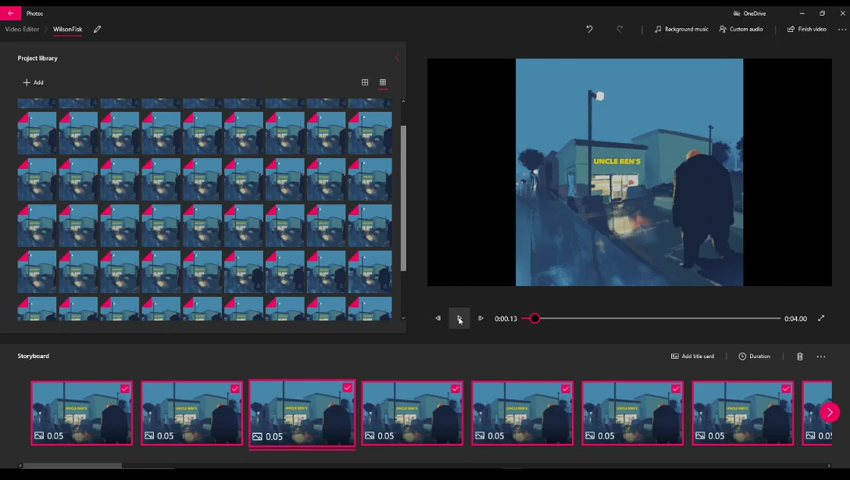 Photos
OneDrive
Video Editor
WilsonFisk
Background music
Custom audio
Finish video
Project library
Add
UNCLE BEN'S
0:00.13
0:04.00
Storyboard
Add title card
Duration
0.05
0.05
0.05
0.05
0.05
0.05
0.05